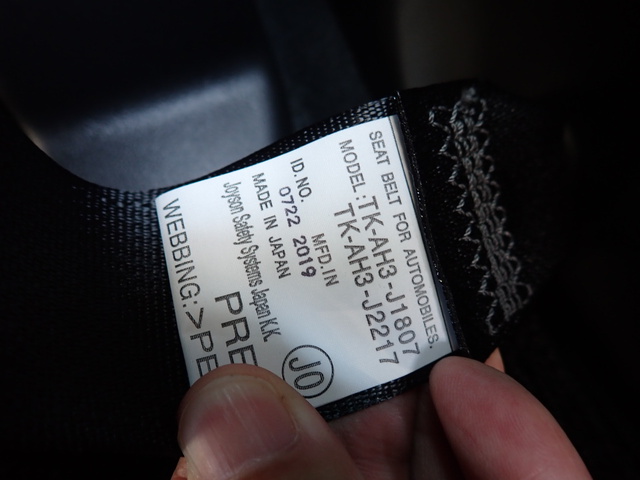 SEAT BELT FOR AUTOMOBILES.
MODEL:TK-AH3-J1807
TK-AH3-J2217
MFD.IN
ID.NO. 0722 2019
MADE IN JAPAN
Joyson Safety Systems Japan K.K.
JO
PRE
WEBBING:>PE